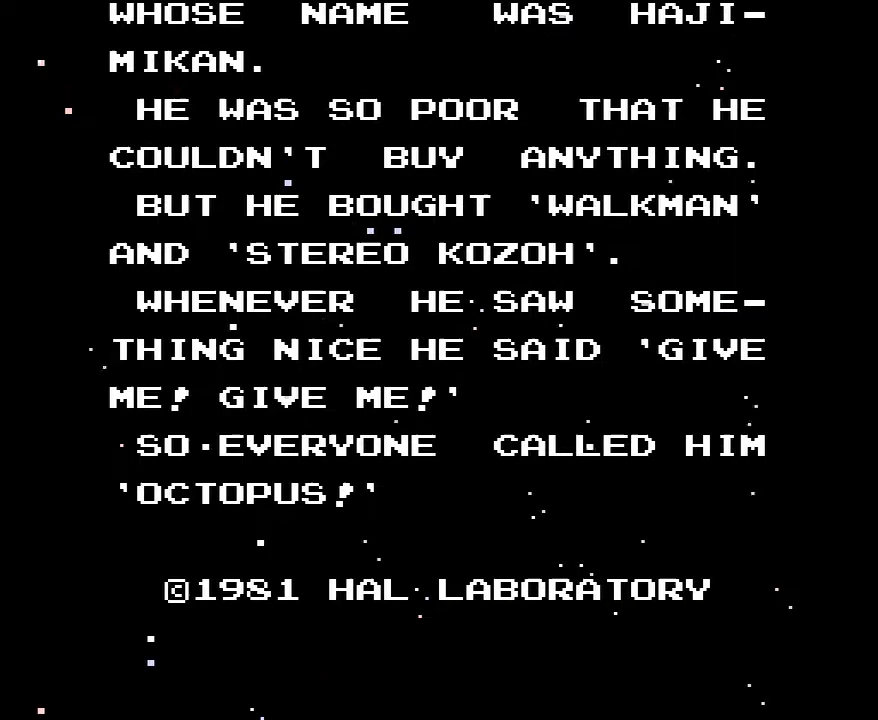 WHOSE NAME WAS HAJI-
MIKAN.
HE WAS SO POOR THAT HE
COULDN'T BUY ANYTHING.
BUT HE BOUGHT 'WALKMAN'
AND 'STEREO KOZOH'.
WHENEVER HE SAW SOME-
THING NICE HE SAID 'GIVE
ME! GIVE ME!'
SO EVERYONE CALLED HIM
'OCTOPUS!'
©1981 HAL LABORATORY